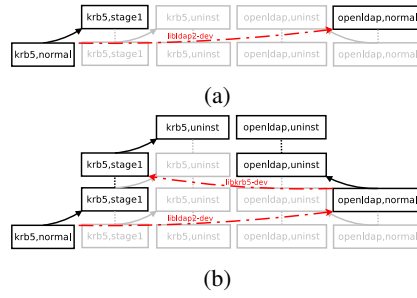 krb5,stage1 krb5,uninst openldap,uninst openldap,normal
libldap2-dev
krb5,normal krb5,stage1 krb5,uninst openldap,uninst openldap,normal
(a)
krb5,uninst openldap,uninst
krb5,stage1 krb5,uninst openldap,uninst openldap,normal
libkrb5-dev
krb5,stage1 krb5,uninst openldap,uninst openldap,normal
libldap2-dev
krb5,normal krb5,stage1 krb5,uninst openldap,uninst openldap,normal
(b)